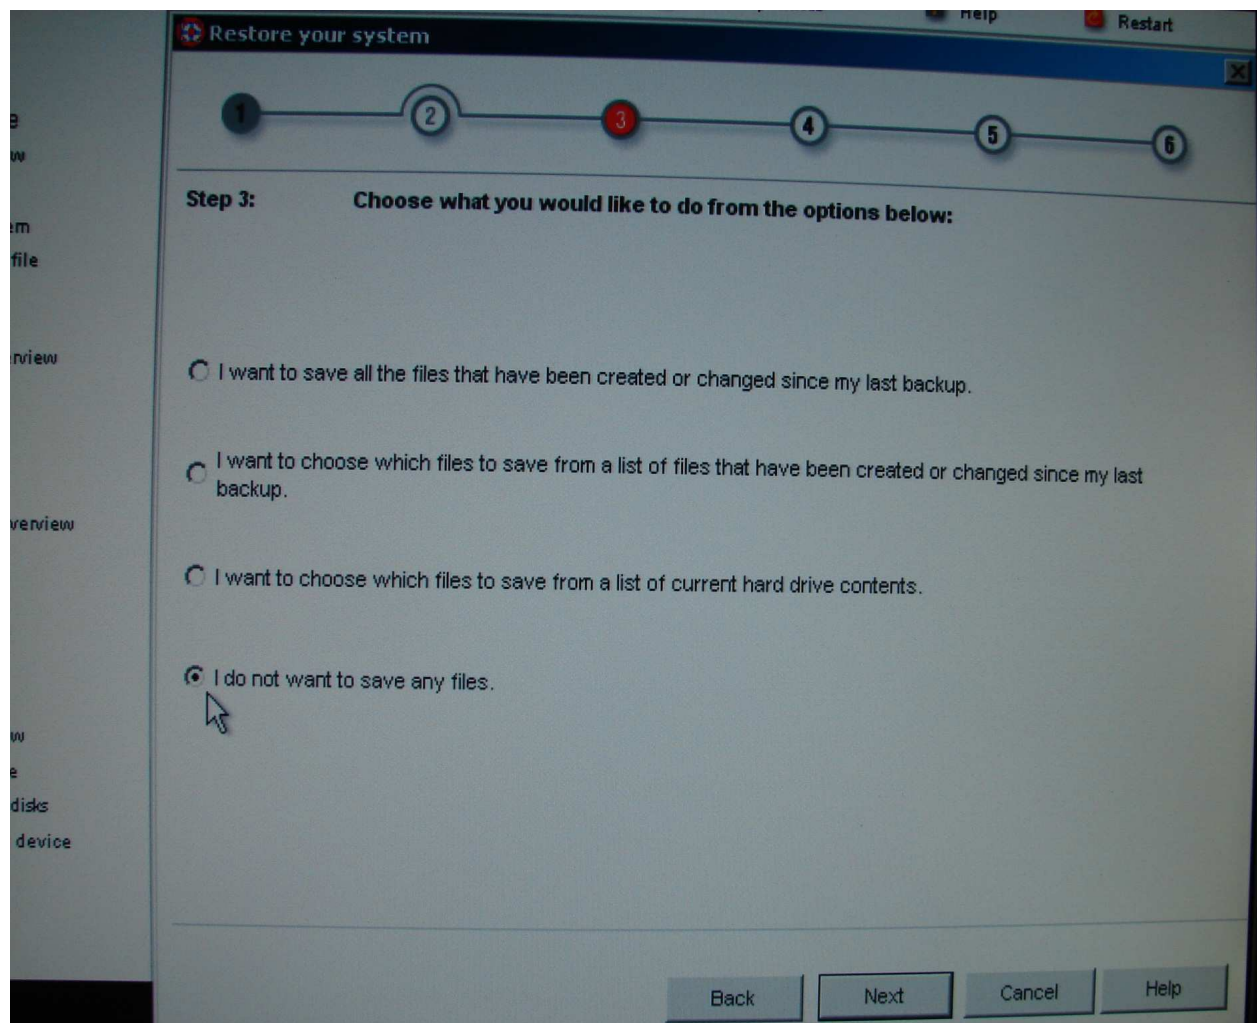 Help
Restart
Restore your system
1
2
3
4
5
6
Step 3: Choose what you would like to do from the options below:
file
I want to save all the files that have been created or changed since my last backup.
I want to choose which files to save from a list of files that have been created or changed since my last
backup.
I want to choose which files to save from a list of current hard drive contents.
I do not want to save any files.
disks
device
Back
Next
Cancel
Help